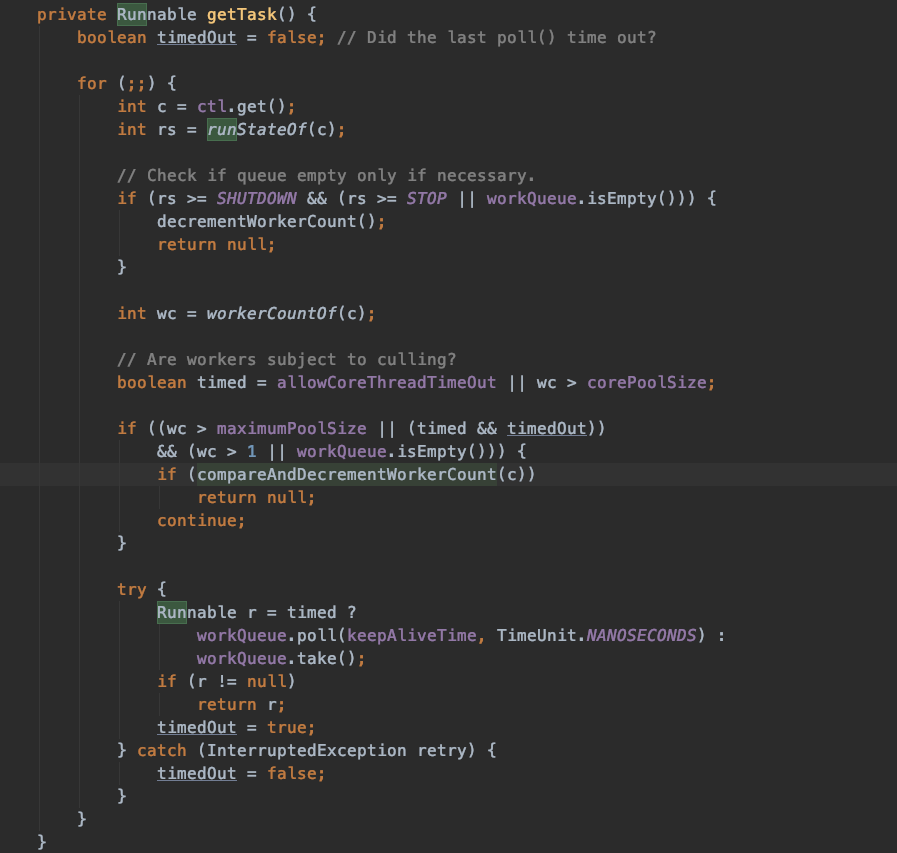 private Runnable getTask() {
    boolean timedOut = false; // Did the last poll() time out?

    for (;;) {
        int c = ctl.get();
        int rs = runStateOf(c);

        // Check if queue empty only if necessary.
        if (rs >= SHUTDOWN && (rs >= STOP || workQueue.isEmpty())) {
            decrementWorkerCount();
            return null;
        }

        int wc = workerCountOf(c);

        // Are workers subject to culling?
        boolean timed = allowCoreThreadTimeOut || wc > corePoolSize;

        if ((wc > maximumPoolSize || (timed && timedOut))
            && (wc > 1 || workQueue.isEmpty())) {
            if (compareAndDecrementWorkerCount(c))
                return null;
            continue;
        }

        try {
            Runnable r = timed ?
                workQueue.poll(keepAliveTime, TimeUnit.NANOSECONDS) :
                workQueue.take();
            if (r != null)
                return r;
            timedOut = true;
        } catch (InterruptedException retry) {
            timedOut = false;
        }
    }
}